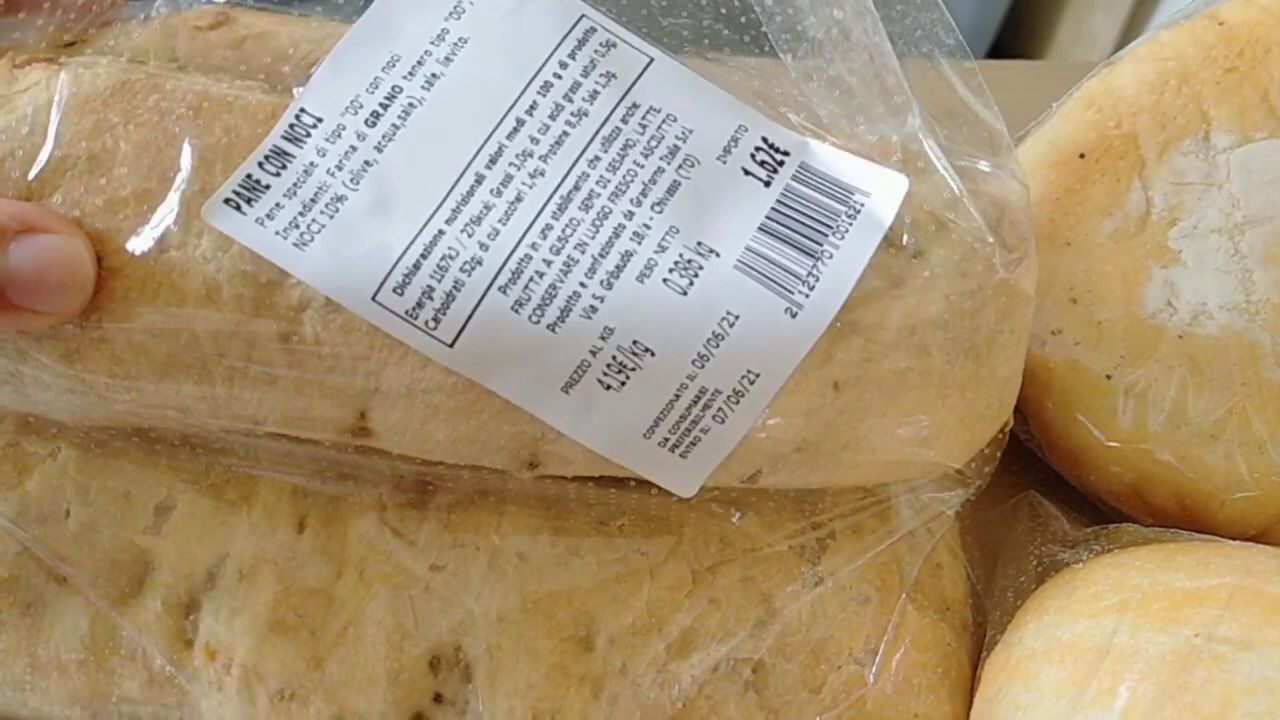 PANE CON NOCI
Pane speciale di tipo "00" con noci
Ingredienti: Farina di GRANO tenero tipo "00",
NOCI 10% (olive, acqua,sale), sale, lievito.
Dichiarazione nutrizionali valori medi per 100 g di prodotto
Energia 1167kJ / 276kcal; Grassi 3,0g; di cui acidi grassi saturi 0,5g;
Carboidrati 52g; di cui zuccheri 1,4g; Proteine 8,5g; Sale 1,3g
Prodotto in uno stabilimento che utilizza anche:
FRUTTA A GUSCIO, SEMI DI SESAMO, LATTE
CONSERVARE IN LUOGO FRESCO E ASCIUTTO
Prodotto e confezionato da Granforno Italia S.r.l
Via S. Gribaudo, 18/a - Chivasso (TO)
PREZZO AL KG.
4,19€/kg
PESO NETTO
0.386 kg
IMPORTO
1.62€
CONFEZIONATO IL: 06/06/21
DA CONSUMARSI
PREFERIBILMENTE
ENTRO IL: 07/06/21
2 123770 001621